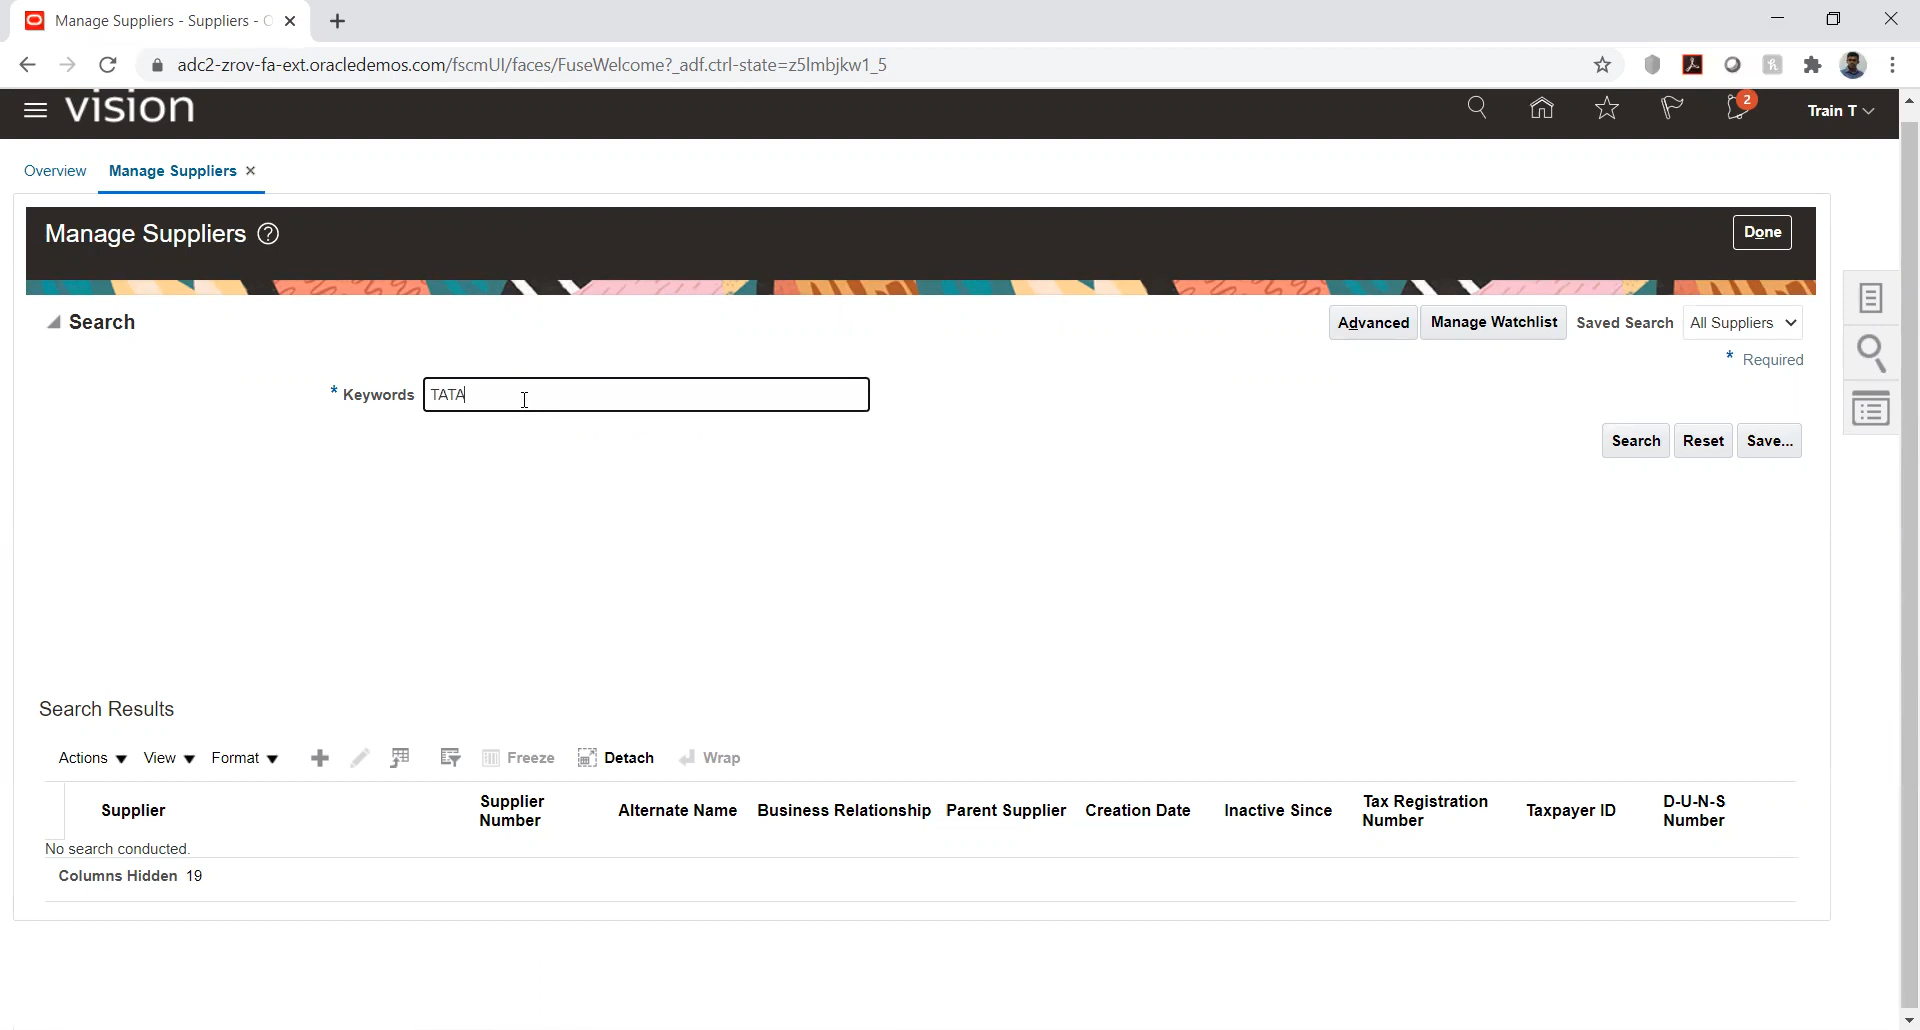 Manage Suppliers - Suppliers - O
adc2-zrov-fa-ext.oracledemos.com/fscmUI/faces/FuseWelcome?_adf.ctrl-state=z5lmbjkw1_5
vision
2
Train T
Overview
Manage Suppliers
Manage Suppliers ?
Done
Search
Advanced
Manage Watchlist
Saved Search
All Suppliers
* Required
* Keywords
TATA
Search
Reset
Save...
Search Results
Actions
View
Format
Freeze
Detach
Wrap
Supplier
Supplier
Number
Alternate Name
Business Relationship
Parent Supplier
Creation Date
Inactive Since
Tax Registration
Number
Taxpayer ID
D-U-N-S
Number
No search conducted.
Columns Hidden 19